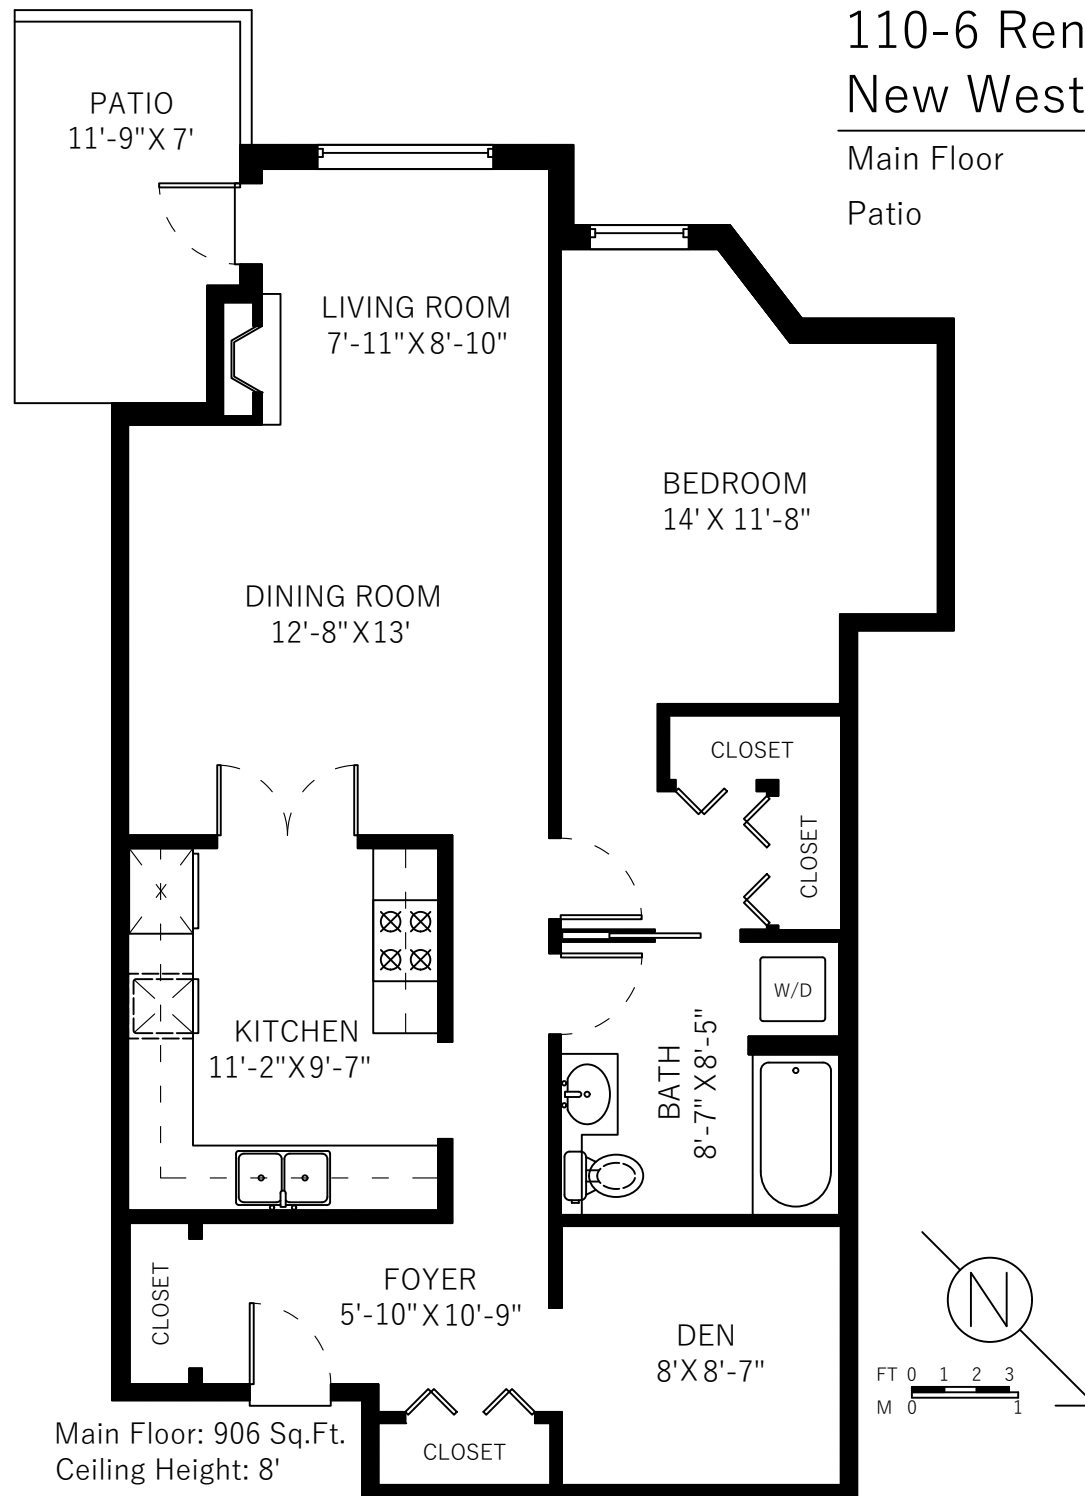 110-6 Ren
New West
Main Floor
Patio
PATIO
11'-9"X 7'
LIVING ROOM
7'-11"X 8'-10"
BEDROOM
14' X 11'-8"
DINING ROOM
12'-8"X13'
CLOSET
CLOSET
W/D
KITCHEN
11'-2"X9'-7"
BATH
8'-7"X8'-5"
CLOSET
FOYER
5'-10"X10'-9"
DEN
8'X8'-7"
N
FT 0 1 2 3
M 0 1
CLOSET
Main Floor: 906 Sq.Ft.
Ceiling Height: 8'